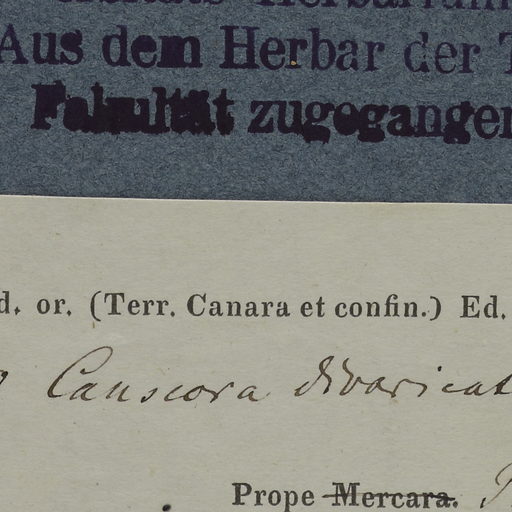 Aus dem Herbar der
Fakultät zugegangen
d. or. (Terr. Canara et confin.) Ed.
Canscora divaricat
Prope Mercara.